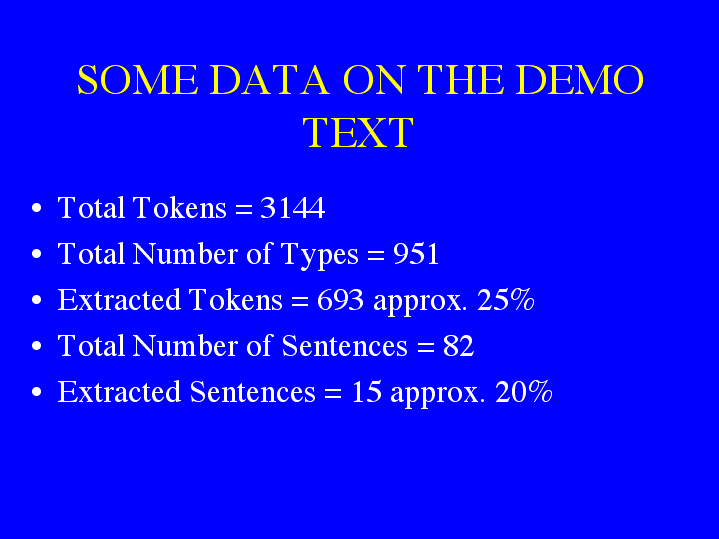 SOME DATA ON THE DEMO
TEXT
• Total Tokens = 3144
• Total Number of Types = 951
• Extracted Tokens = 693 approx. 25%
• Total Number of Sentences = 82
• Extracted Sentences = 15 approx. 20%